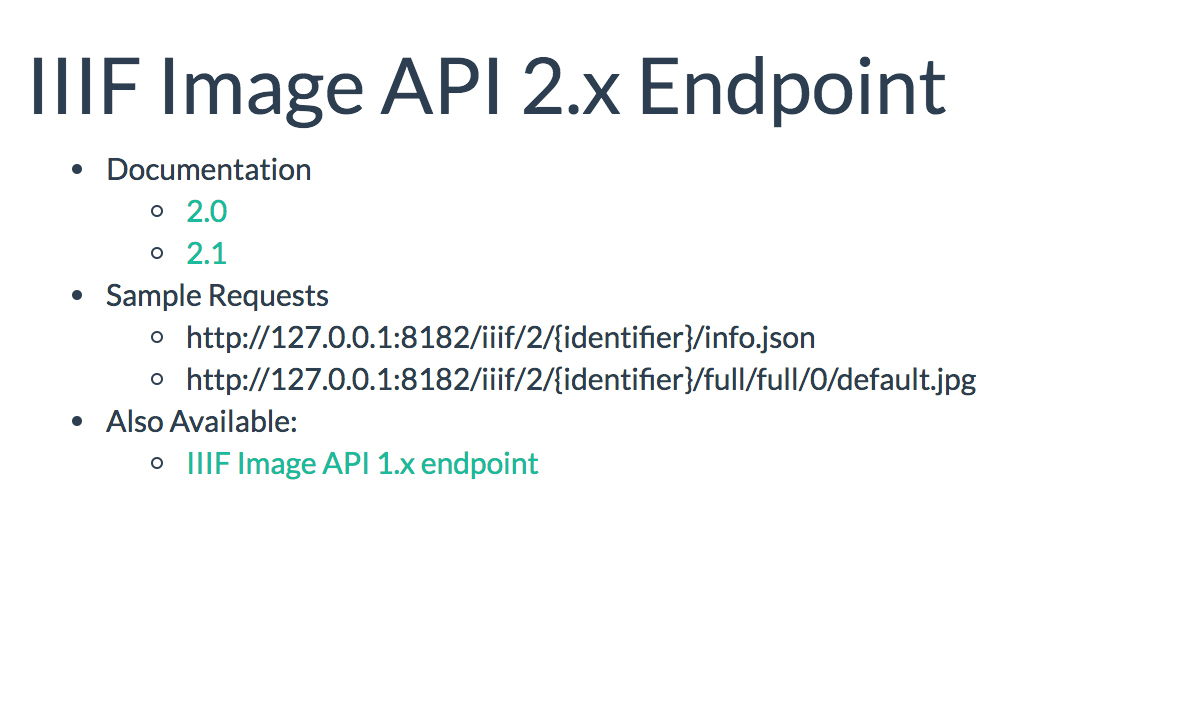 IIIF Image API 2.x Endpoint
Documentation
2.0
2.1
Sample Requests
http://127.0.0.1:8182/iiif/2/{identifier}/info.json
http://127.0.0.1:8182/iiif/2/{identifier}/full/full/0/default.jpg
Also Available:
IIIF Image API 1.x endpoint